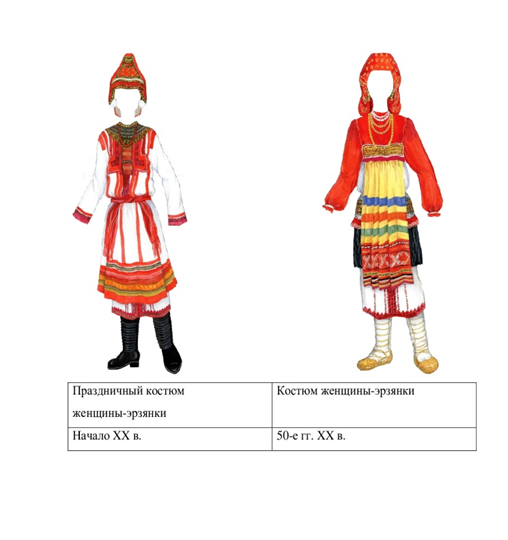 Праздничный костюм
женщины-эрзянки
Костюм женщины-эрзянки
Начало XX в.
50-е гг. XX в.